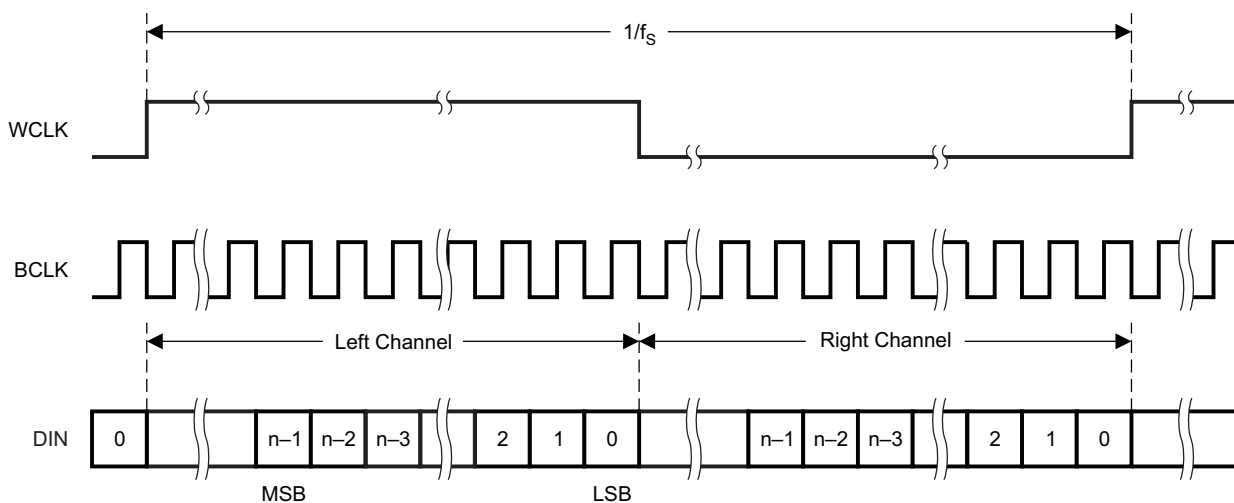 1/fS
WCLK
BCLK
Left Channel Right Channel
DIN 0 n–1 n–2 n–3 2 1 0 n–1 n–2 n–3 2 1 0
MSB LSB